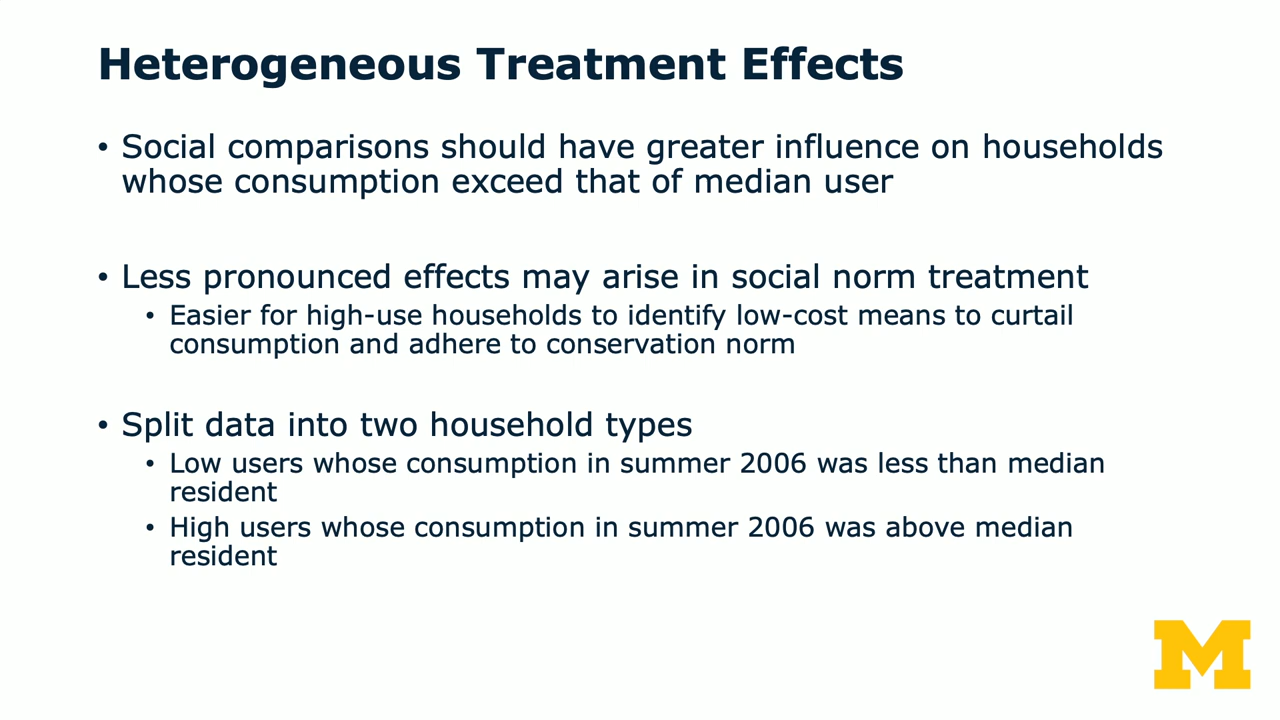 Heterogeneous Treatment Effects
• Social comparisons should have greater influence on households
whose consumption exceed that of median user
• Less pronounced effects may arise in social norm treatment
• Easier for high-use households to identify low-cost means to curtail
consumption and adhere to conservation norm
• Split data into two household types
• Low users whose consumption in summer 2006 was less than median
resident
• High users whose consumption in summer 2006 was above median
resident
M